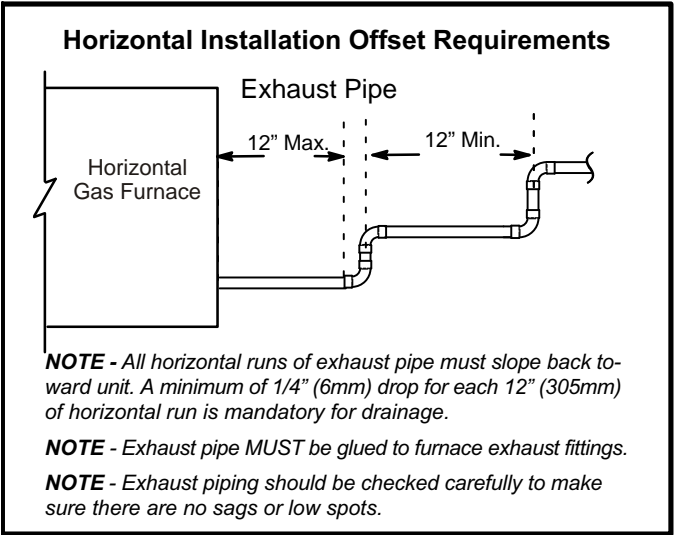 Horizontal Installation Offset Requirements
Exhaust Pipe
12” Max.
12” Min.
Horizontal
Gas Furnace
NOTE - All horizontal runs of exhaust pipe must slope back to-
ward unit. A minimum of 1/4” (6mm) drop for each 12” (305mm)
of horizontal run is mandatory for drainage.
NOTE - Exhaust pipe MUST be glued to furnace exhaust fittings.
NOTE - Exhaust piping should be checked carefully to make
sure there are no sags or low spots.